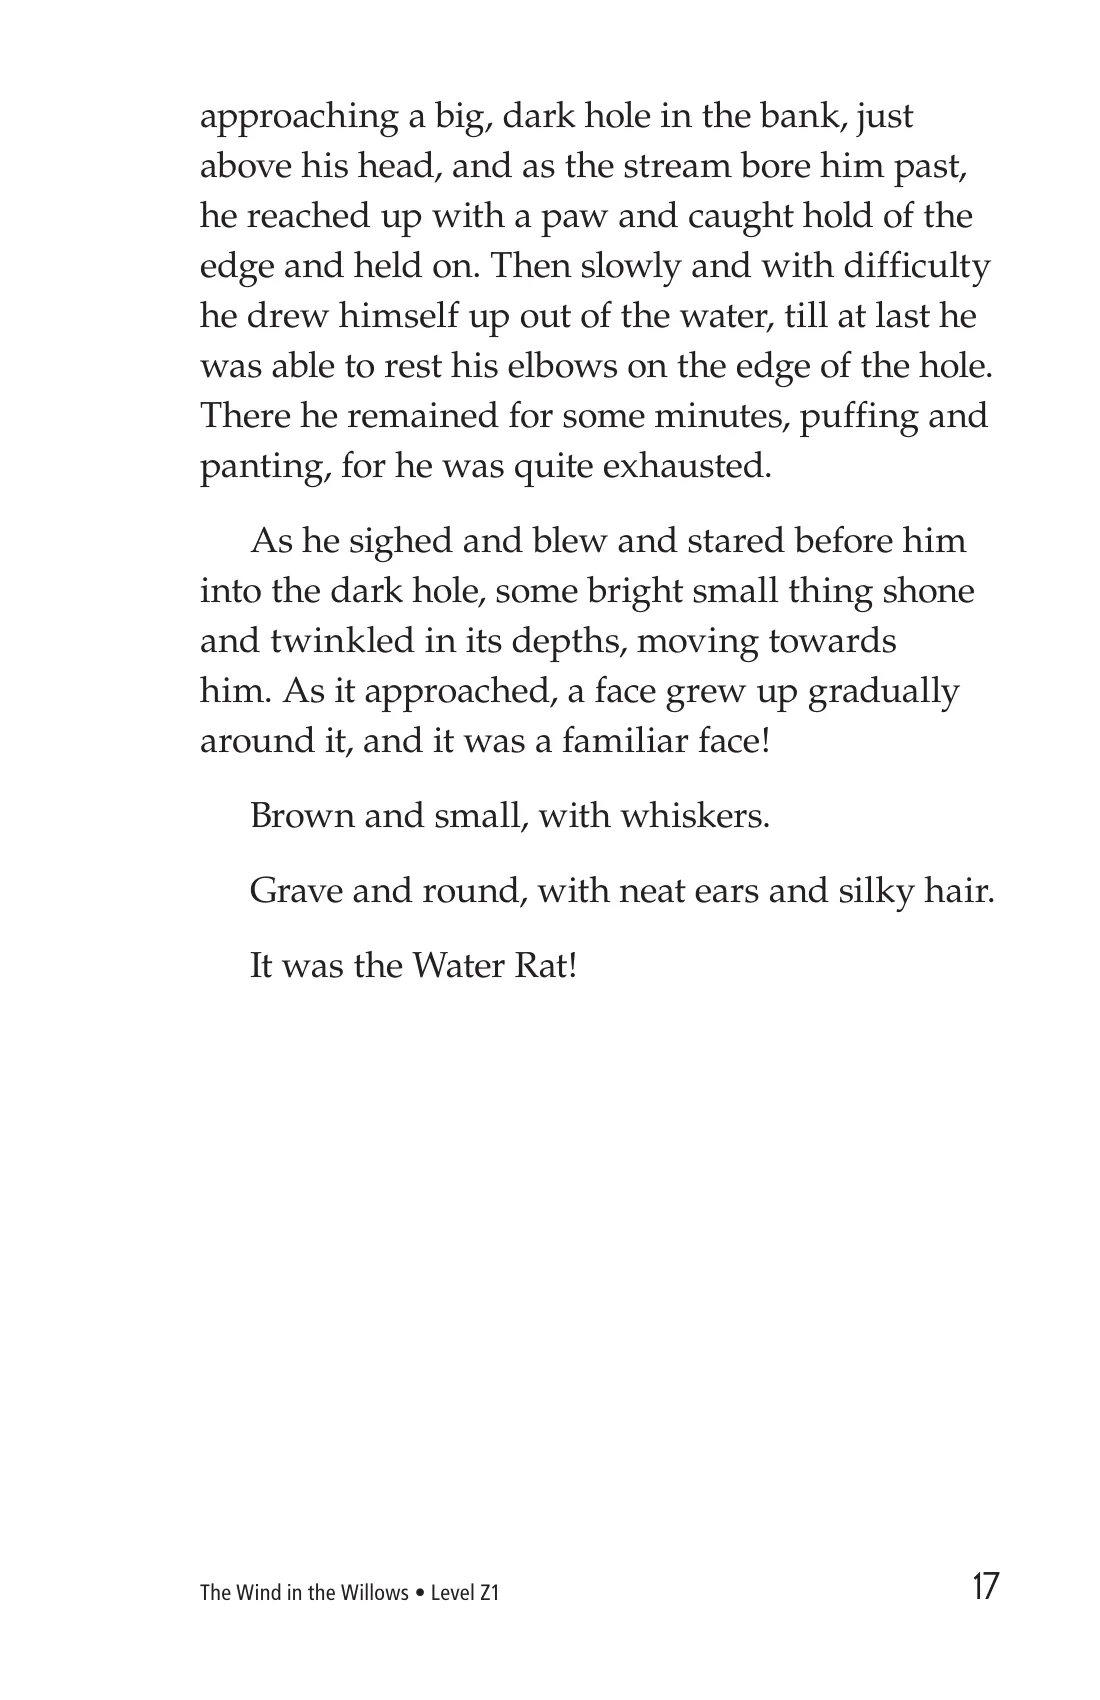 approaching a big, dark hole in the bank, just
above his head, and as the stream bore him past,
he reached up with a paw and caught hold of the
edge and held on. Then slowly and with difficulty
he drew himself up out of the water, till at last he
was able to rest his elbows on the edge of the hole.
There he remained for some minutes, puffing and
panting, for he was quite exhausted.
As he sighed and blew and stared before him
into the dark hole, some bright small thing shone
and twinkled in its depths, moving towards
him. As it approached, a face grew up gradually
around it, and it was a familiar face!
Brown and small, with whiskers.
Grave and round, with neat ears and silky hair.
It was the Water Rat!
The Wind in the Willows • Level Z1
17